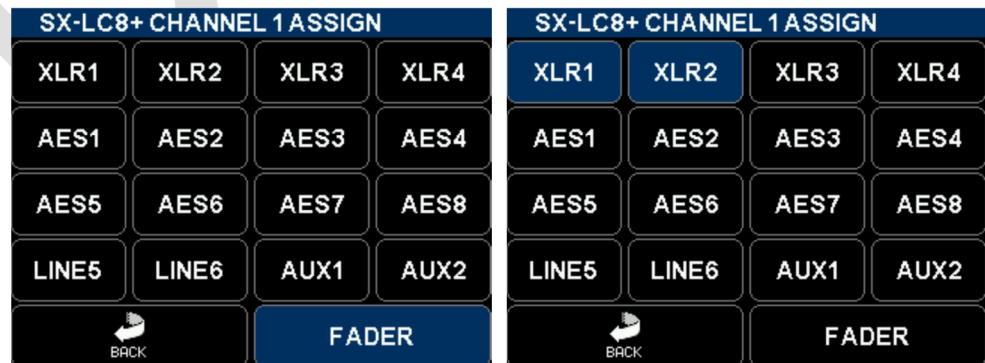 SX-LC8+ CHANNEL 1 ASSIGN
XLR1 XLR2 XLR3 XLR4
AES1 AES2 AES3 AES4
AES5 AES6 AES7 AES8
LINE5 LINE6 AUX1 AUX2
BACK FADER
SX-LC8+ CHANNEL 1 ASSIGN
XLR1 XLR2 XLR3 XLR4
AES1 AES2 AES3 AES4
AES5 AES6 AES7 AES8
LINE5 LINE6 AUX1 AUX2
BACK FADER